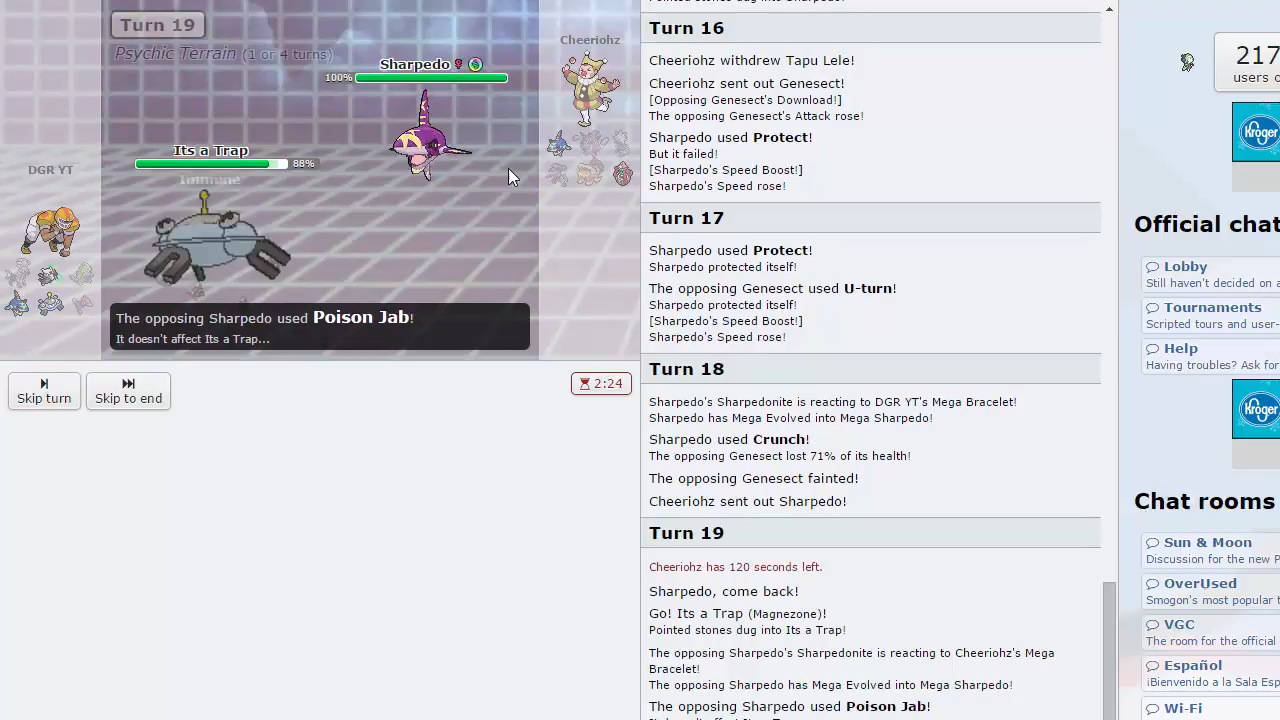 Pointed stones dug into Sharpedo!
Turn 19
Psychic Terrain (1 or 4 turns)
Sharpedo
100%
Its a Trap
88%
Immune
The opposing Sharpedo used Poison Jab!
It doesn't affect Its a Trap...
DGR YT
Cheeriohz
Skip turn
Skip to end
2:24
Turn 16
Cheeriohz withdrew Tapu Lele!
Cheeriohz sent out Genesect!
[Opposing Genesect's Download!]
The opposing Genesect's Attack rose!
Sharpedo used Protect!
But it failed!
[Sharpedo's Speed Boost!]
Sharpedo's Speed rose!
Turn 17
Sharpedo used Protect!
Sharpedo protected itself!
The opposing Genesect used U-turn!
Sharpedo protected itself!
[Sharpedo's Speed Boost!]
Sharpedo's Speed rose!
Turn 18
Sharpedo's Sharpedonite is reacting to DGR YT's Mega Bracelet!
Sharpedo has Mega Evolved into Mega Sharpedo!
Sharpedo used Crunch!
The opposing Genesect lost 71% of its health!
The opposing Genesect fainted!
Cheeriohz sent out Sharpedo!
Turn 19
Cheeriohz has 120 seconds left.
Sharpedo, come back!
Go! Its a Trap (Magnezone)!
Pointed stones dug into Its a Trap!
The opposing Sharpedo's Sharpedonite is reacting to Cheeriohz's Mega
Bracelet!
The opposing Sharpedo has Mega Evolved into Mega Sharpedo!
The opposing Sharpedo used Poison Jab!
217
users o
Kroger
Official chat
Lobby
Still haven't decided on a
Tournaments
Scripted tours and user-
Help
Having troubles? Ask for
Kroger
Chat rooms
Sun & Moon
Discussion for the new P
OverUsed
Smogon's most popular t
VGC
The room for the official
Español
¡Bienvenido a la Sala Esp
Wi-Fi